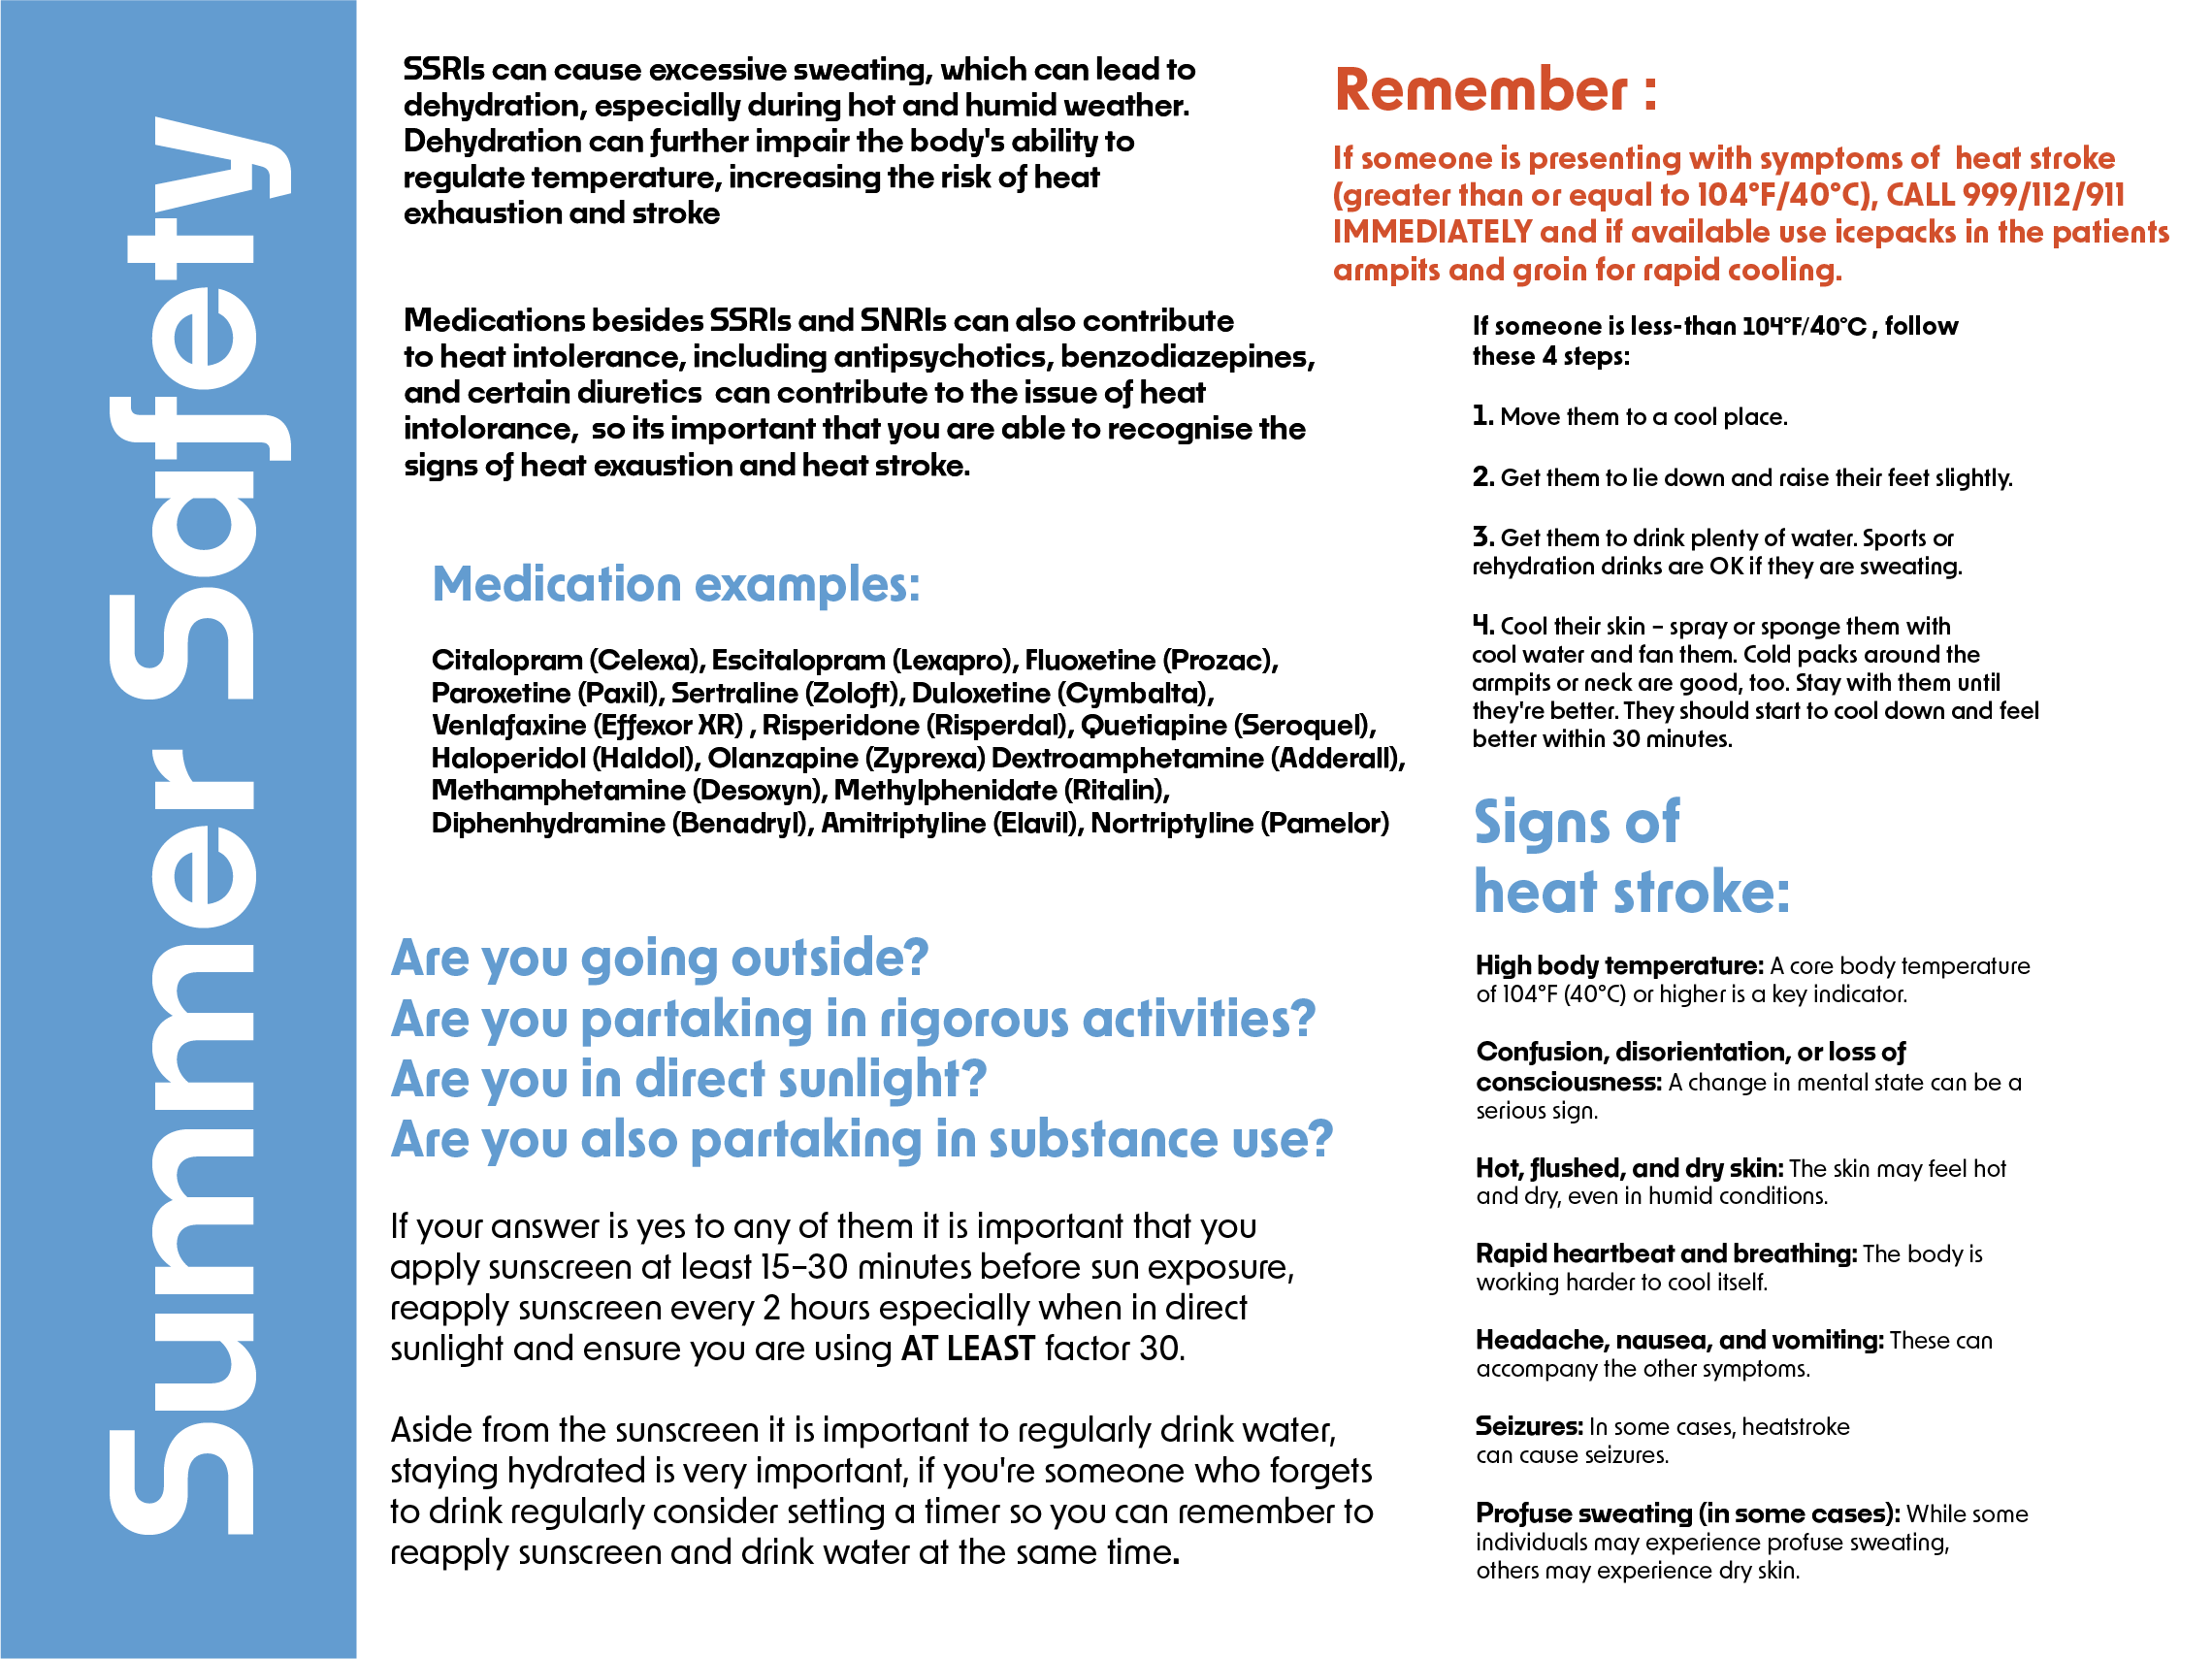 Summer Safety
SSRIs can cause excessive sweating, which can lead to
dehydration, especially during hot and humid weather.
Dehydration can further impair the body's ability to
regulate temperature, increasing the risk of heat
exhaustion and stroke
Medications besides SSRIs and SNRIs can also contribute
to heat intolerance, including antipsychotics, benzodiazepines,
and certain diuretics  can contribute to the issue of heat
intolorance,  so its important that you are able to recognise the
signs of heat exaustion and heat stroke.
Medication examples:
Citalopram (Celexa), Escitalopram (Lexapro), Fluoxetine (Prozac),
Paroxetine (Paxil), Sertraline (Zoloft), Duloxetine (Cymbalta),
Venlafaxine (Effexor XR) , Risperidone (Risperdal), Quetiapine (Seroquel),
Haloperidol (Haldol), Olanzapine (Zyprexa) Dextroamphetamine (Adderall),
Methamphetamine (Desoxyn), Methylphenidate (Ritalin),
Diphenhydramine (Benadryl), Amitriptyline (Elavil), Nortriptyline (Pamelor)
Are you going outside?
Are you partaking in rigorous activities?
Are you in direct sunlight?
Are you also partaking in substance use?
If your answer is yes to any of them it is important that you
apply sunscreen at least 15–30 minutes before sun exposure,
reapply sunscreen every 2 hours especially when in direct
sunlight and ensure you are using AT LEAST factor 30.
Aside from the sunscreen it is important to regularly drink water,
staying hydrated is very important, if you're someone who forgets
to drink regularly consider setting a timer so you can remember to
reapply sunscreen and drink water at the same time.
Remember :
If someone is presenting with symptoms of  heat stroke
(greater than or equal to 104°F/40°C), CALL 999/112/911
IMMEDIATELY and if available use icepacks in the patients
armpits and groin for rapid cooling.
If someone is less-than 104°F/40°C , follow
these 4 steps:
1. Move them to a cool place.
2. Get them to lie down and raise their feet slightly.
3. Get them to drink plenty of water. Sports or
rehydration drinks are OK if they are sweating.
4. Cool their skin – spray or sponge them with
cool water and fan them. Cold packs around the
armpits or neck are good, too. Stay with them until
they're better. They should start to cool down and feel
better within 30 minutes.
Signs of
heat stroke:
High body temperature: A core body temperature
of 104°F (40°C) or higher is a key indicator.
Confusion, disorientation, or loss of
consciousness: A change in mental state can be a
serious sign.
Hot, flushed, and dry skin: The skin may feel hot
and dry, even in humid conditions.
Rapid heartbeat and breathing: The body is
working harder to cool itself.
Headache, nausea, and vomiting: These can
accompany the other symptoms.
Seizures: In some cases, heatstroke
can cause seizures.
Profuse sweating (in some cases): While some
individuals may experience profuse sweating,
others may experience dry skin.